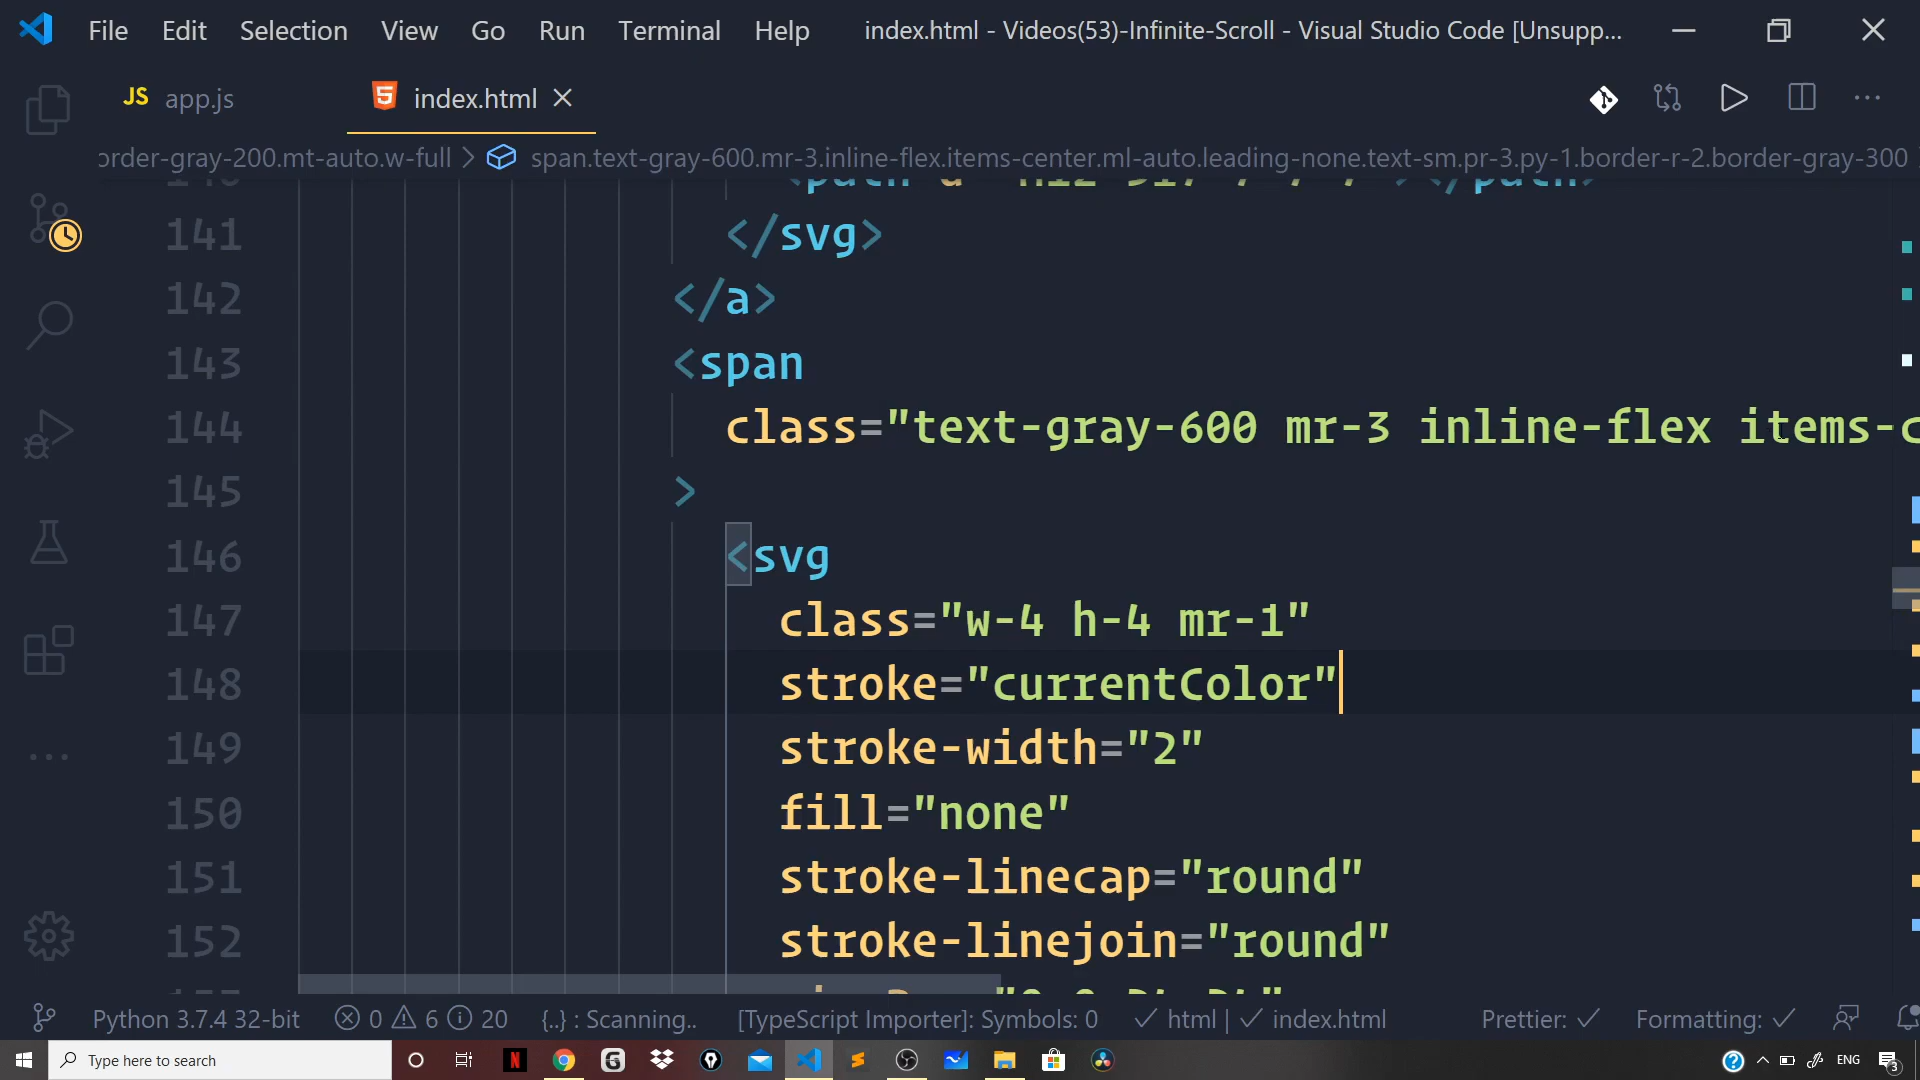 File Edit Selection View Go Run Terminal Help index.html - Videos(53)-Infinite-Scroll - Visual Studio Code [Unsupp...
JS app.js index.html
order-gray-200.mt-auto.w-full span.text-gray-600.mr-3.inline-flex.items-center.ml-auto.leading-none.text-sm.pr-3.py-1.border-r-2.border-gray-300
141 </svg>
142 </a>
143 <span
144 class="text-gray-600 mr-3 inline-flex items-c
145 >
146 <svg
147 class="w-4 h-4 mr-1"
148 stroke="currentColor"
149 stroke-width="2"
150 fill="none"
151 stroke-linecap="round"
152 stroke-linejoin="round"
Python 3.7.4 32-bit 0 6 20 {..} : Scanning.. [TypeScript Importer]: Symbols: 0 ✓ html | ✓ index.html Prettier: ✓ Formatting: ✓
Type here to search ENG 3